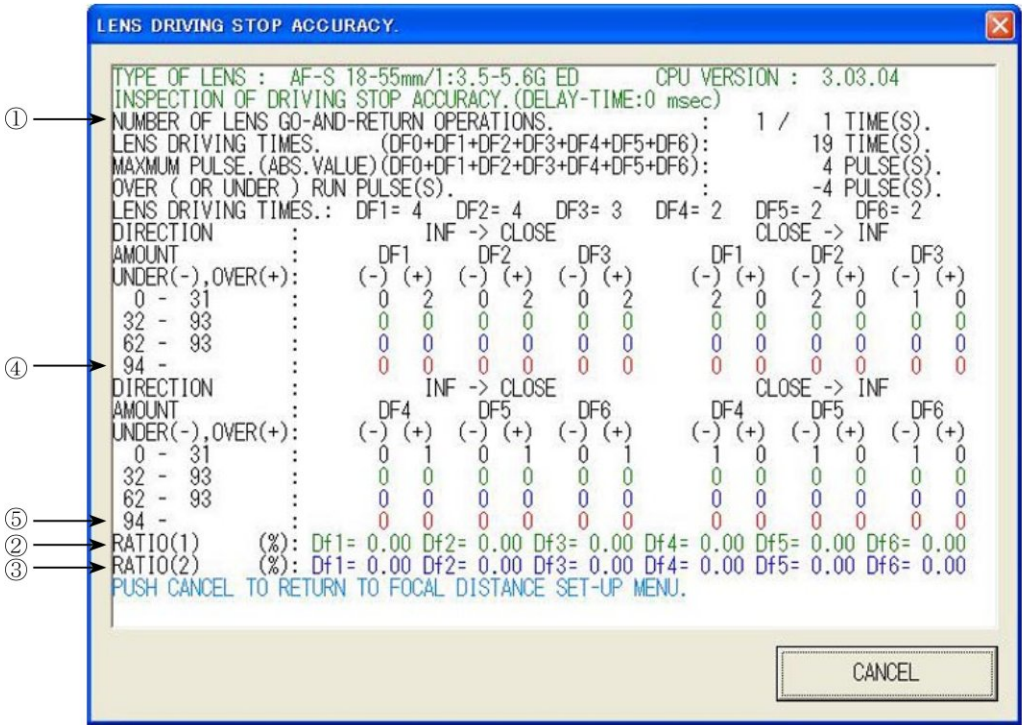 LENS DRIVING STOP ACCURACY.
TYPE OF LENS : AF-S 18-55mm/1:3.5-5.6G ED CPU VERSION : 3.03.04
INSPECTION OF DRIVING STOP ACCURACY.(DELAY-TIME:0 msec)
① NUMBER OF LENS GO-AND-RETURN OPERATIONS. : 1 / 1 TIME(S).
LENS DRIVING TIMES. (DF0+DF1+DF2+DF3+DF4+DF5+DF6): 19 TIME(S).
MAXMUM PULSE.(ABS.VALUE)(DF0+DF1+DF2+DF3+DF4+DF5+DF6): 4 PULSE(S).
OVER ( OR UNDER ) RUN PULSE(S). : -4 PULSE(S).
LENS DRIVING TIMES.: DF1= 4 DF2= 4 DF3= 3 DF4= 2 DF5= 2 DF6= 2
DIRECTION : INF -> CLOSE CLOSE -> INF
AMOUNT : DF1 DF2 DF3 DF1 DF2 DF3
UNDER(-),OVER(+): (-) (+) (-) (+) (-) (+) (-) (+) (-) (+) (-) (+)
0 - 31 : 0 2 0 2 0 2 2 0 2 0 1 0
32 - 93 : 0 0 0 0 0 0 0 0 0 0 0 0
62 - 93 : 0 0 0 0 0 0 0 0 0 0 0 0
④ 94 - : 0 0 0 0 0 0 0 0 0 0 0 0
DIRECTION : INF -> CLOSE CLOSE -> INF
AMOUNT : DF4 DF5 DF6 DF4 DF5 DF6
UNDER(-),OVER(+): (-) (+) (-) (+) (-) (+) (-) (+) (-) (+) (-) (+)
0 - 31 : 0 1 0 1 0 1 1 0 1 0 1 0
32 - 93 : 0 0 0 0 0 0 0 0 0 0 0 0
62 - 93 : 0 0 0 0 0 0 0 0 0 0 0 0
⑤ 94 - : 0 0 0 0 0 0 0 0 0 0 0 0
② RATIO(1) (%): Df1= 0.00 Df2= 0.00 Df3= 0.00 Df4= 0.00 Df5= 0.00 Df6= 0.00
③ RATIO(2) (%): Df1= 0.00 Df2= 0.00 Df3= 0.00 Df4= 0.00 Df5= 0.00 Df6= 0.00
PUSH CANCEL TO RETURN TO FOCAL DISTANCE SET-UP MENU.
CANCEL